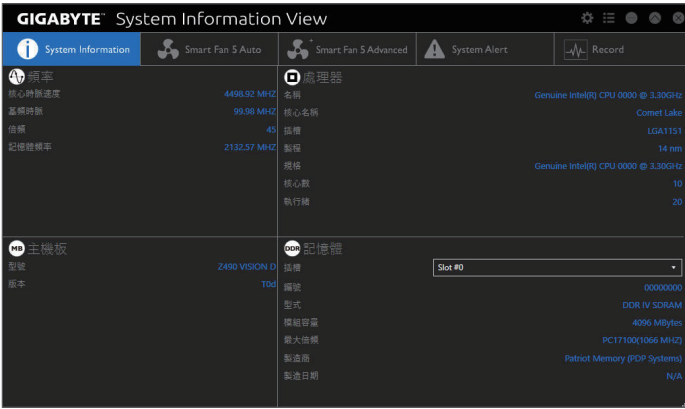 GIGABYTE™ System Information View
System Information
Smart Fan 5 Auto
Smart Fan 5 Advanced
System Alert
Record
頻率
核心時脈速度 4498.92 MHZ
基頻時脈 99.98 MHZ
倍頻 45
記憶體頻率 2132.57 MHZ
處理器
名稱 Genuine Intel(R) CPU 0000 @ 3.30GHz
核心名稱 Comet Lake
插槽 LGA1151
製程 14 nm
規格 Genuine Intel(R) CPU 0000 @ 3.30GHz
核心數 10
執行緒 20
MB 主機板
型號 Z490 VISION D
版本 T0d
DDR 記憶體
插槽 Slot #0
編號 00000000
型式 DDR IV SDRAM
模組容量 4096 MBytes
最大倍頻 PC17100(1066 MHZ)
製造商 Patriot Memory (PDP Systems)
製造日期 N/A